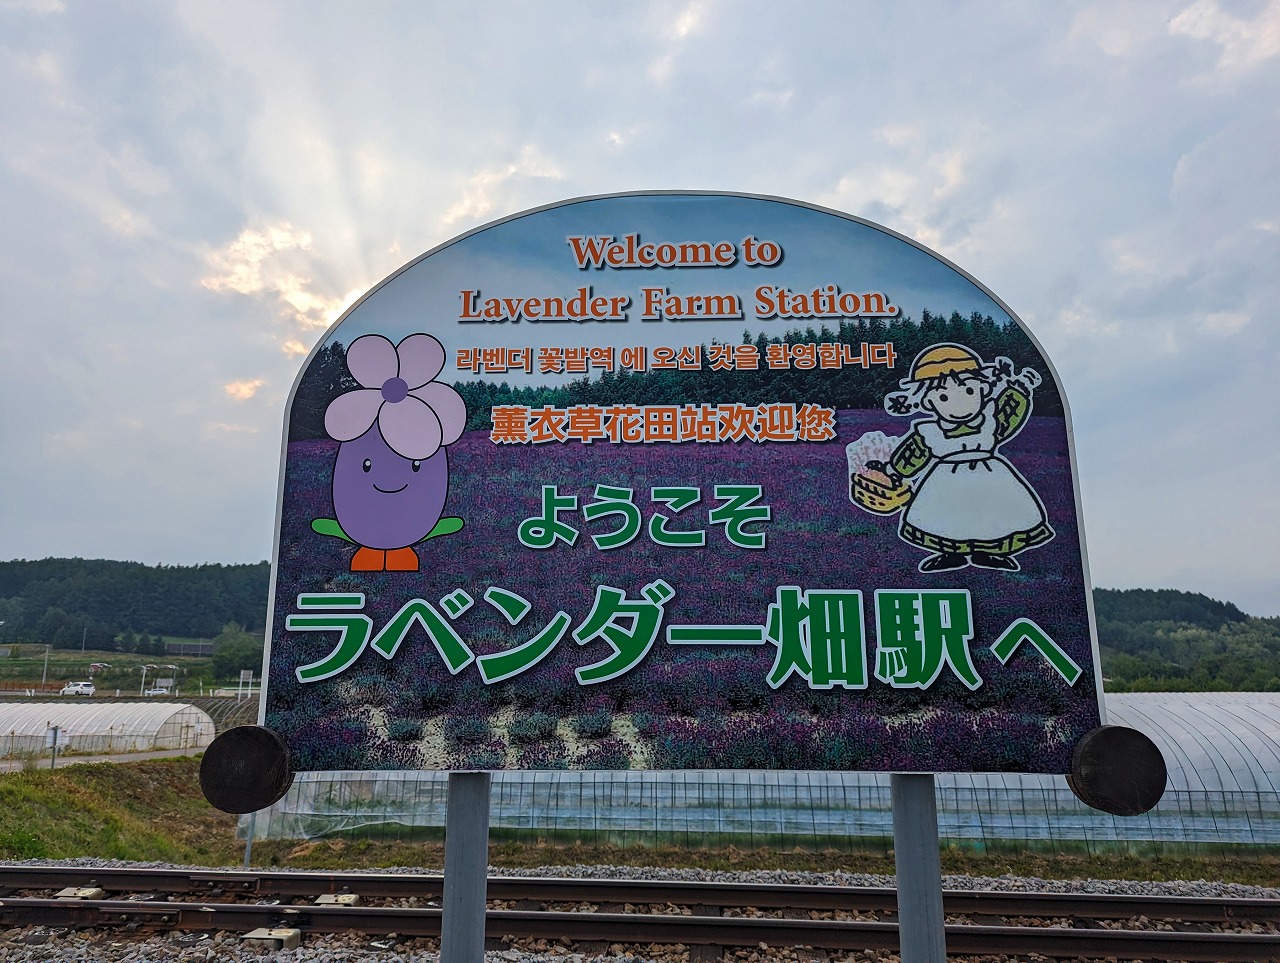 Welcome to
Lavender Farm Station.
라벤더 꽃밭역 에 오신 것을 환영합니다
薰衣草花田站欢迎您
ようこそ
ラベンダー畑駅へ